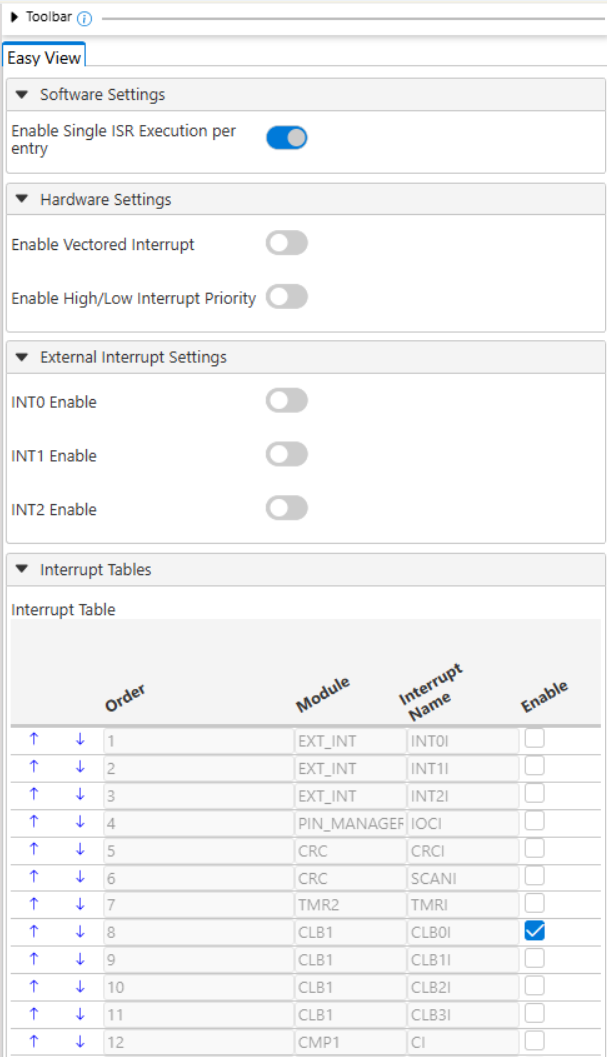 Toolbar
Easy View
Software Settings
Enable Single ISR Execution per
entry
Hardware Settings
Enable Vectored Interrupt
Enable High/Low Interrupt Priority
External Interrupt Settings
INT0 Enable
INT1 Enable
INT2 Enable
Interrupt Tables
Interrupt Table
Order Module Interrupt Name Enable
1 EXT_INT INT0I
2 EXT_INT INT1I
3 EXT_INT INT2I
4 PIN_MANAGER IOCI
5 CRC CRCI
6 CRC SCANI
7 TMR2 TMRI
8 CLB1 CLB0I
9 CLB1 CLB1I
10 CLB1 CLB2I
11 CLB1 CLB3I
12 CMP1 CI